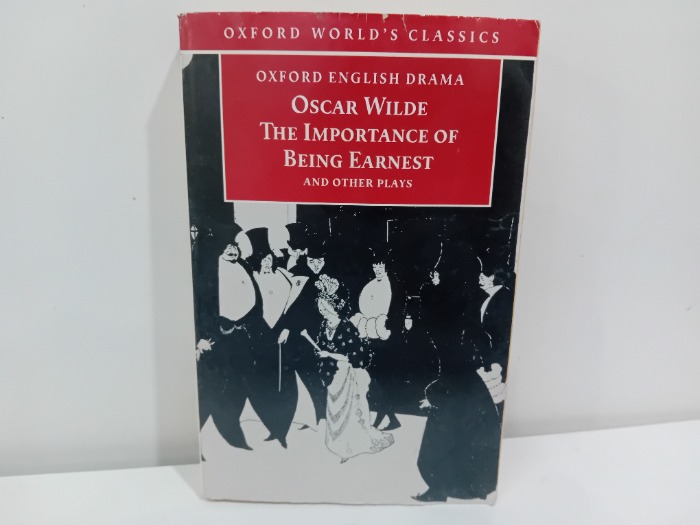 OXFORD WORLD'S CLASSICS
OXFORD ENGLISH DRAMA
OSCAR WILDE
THE IMPORTANCE OF
BEING EARNEST
AND OTHER PLAYS